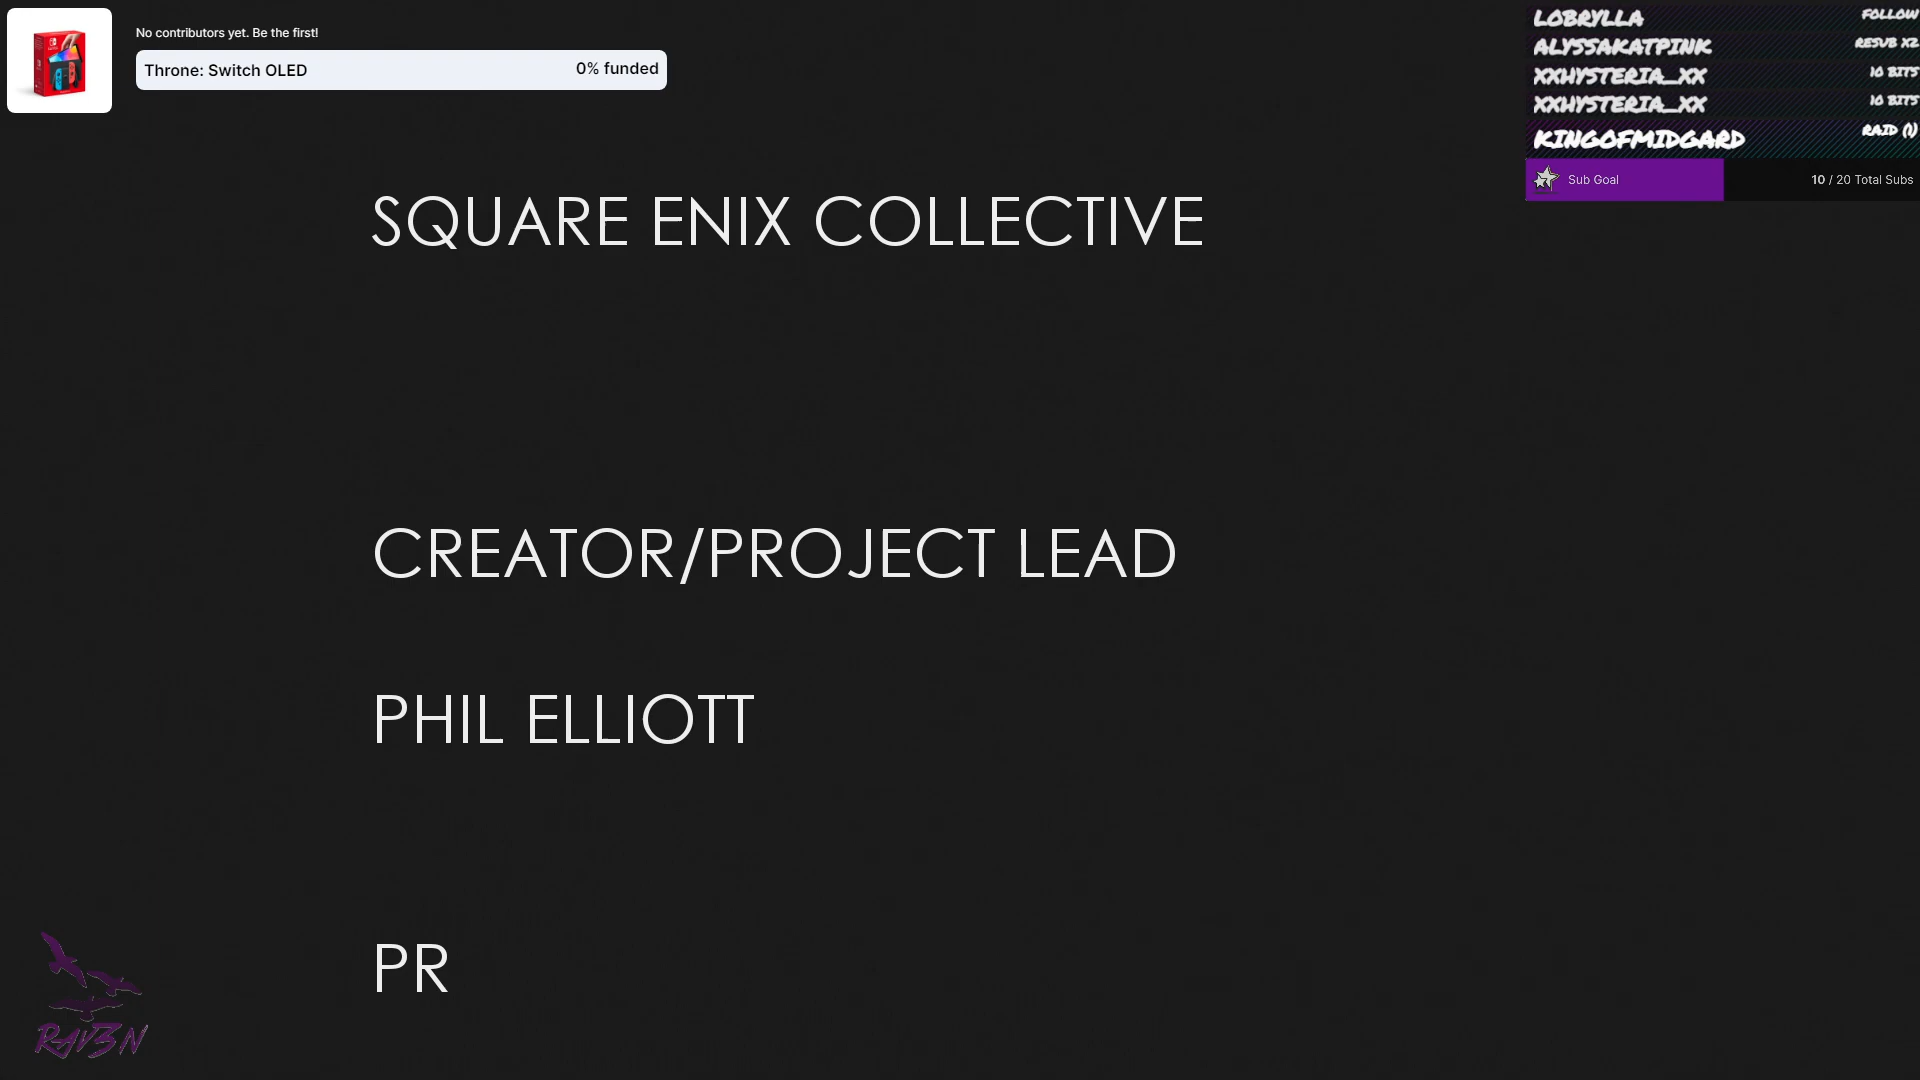 No contributors yet. Be the first!
Throne: Switch OLED
0% funded
LOBRYLLA FOLLOW
ALYSSAKATPINK RESUB X2
XXHYSTERIA_XX 10 BITS
XXHYSTERIA_XX 10 BITS
KINGOFMIDGARD RAID (1)
Sub Goal 10 / 20 Total Subs
SQUARE ENIX COLLECTIVE
CREATOR/PROJECT LEAD
PHIL ELLIOTT
PR
RAV3N